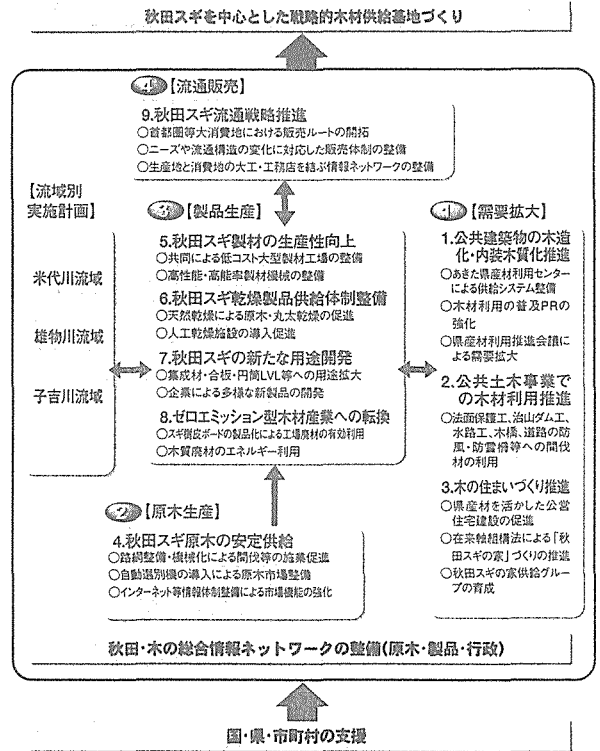 秋田スギを中心とした戦略的木材供給基地づくり
4【流通販売】
9.秋田スギ流通戦略推進
○首都圏等大消費地における販売ルートの開拓
○ニーズや流通構造の変化に対応した販売体制の整備
○生産地と消費地の大工・工務店を結ぶ情報ネットワークの整備
【流域別
実施計画】
米代川流域
雄物川流域
子吉川流域
3【製品生産】
5.秋田スギ製材の生産性向上
○共同による低コスト大型製材工場の整備
○高性能・高能率製材機械の整備
6.秋田スギ乾燥製品供給体制整備
○天然乾燥による原木・丸太乾燥の促進
○人工乾燥施設の導入促進
7.秋田スギの新たな用途開発
○集成材・合板・円筒LVL等への用途拡大
○企業による多様な新製品の開発
8.ゼロエミッション型木材産業への転換
○スギ樹皮ボードの製品化による工場廃材の有効利用
○木質廃材のエネルギー利用
1【需要拡大】
1.公共建築物の木造
化・内装木質化推進
○あきた県産材利用センター
による供給システム整備
○木材利用の普及PRの
強化
○県産材利用推進会議に
よる需要拡大
2.公共土木事業で
の木材利用推進
○法面保護工、治山ダム工、
水路工、木橋、道路の防
風・防雪柵等への間伐
材の利用
3.木の住まいづくり推進
○県産材を活かした公営
住宅建設の促進
○在来軸組構法による「秋
田スギの家」づくりの推進
○秋田スギの家供給グルー
プの育成
2【原木生産】
4.秋田スギ原木の安定供給
○路網整備・機械化による間伐等の施業促進
○自動選別機の導入による原木市場整備
○インターネット等情報体制整備による市場機能の強化
秋田・木の総合情報ネットワークの整備(原木・製品・行政)
国・県・市町村の支援